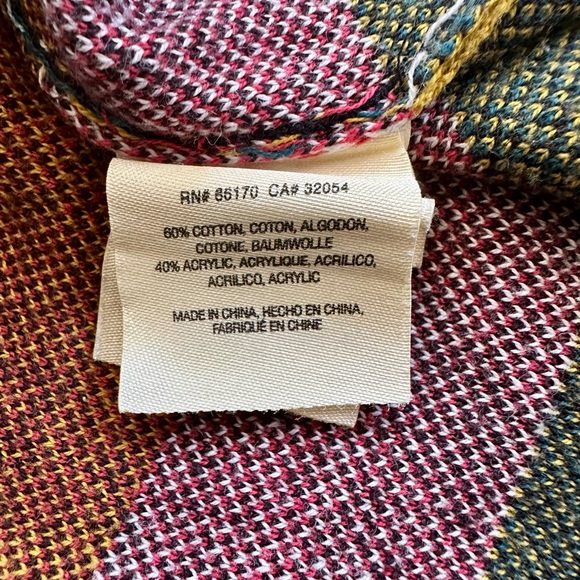 RN# 66170 CA# 32054
60% COTTON, COTON, ALGODON,
COTONE, BAUMWOLLE
40% ACRYLIC, ACRYLIQUE, ACRILICO,
ACRILICO, ACRYLIC
MADE IN CHINA, HECHO EN CHINA,
FABRIQUÉ EN CHINE